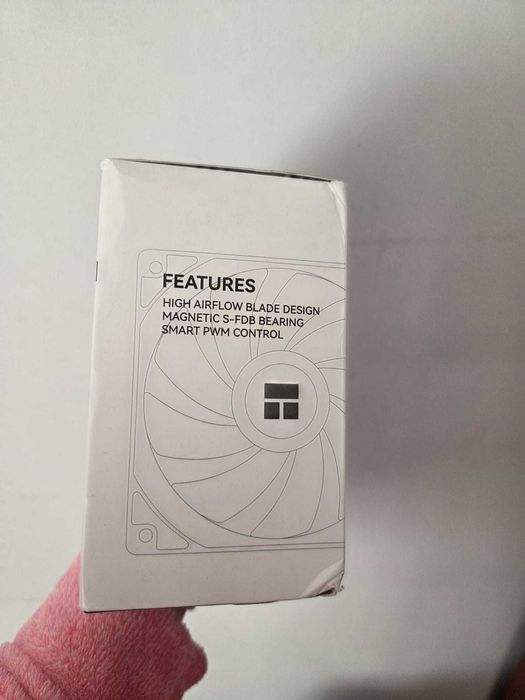 FEATURES
HIGH AIRFLOW BLADE DESIGN
MAGNETIC S-FDB BEARING
SMART PWM CONTROL